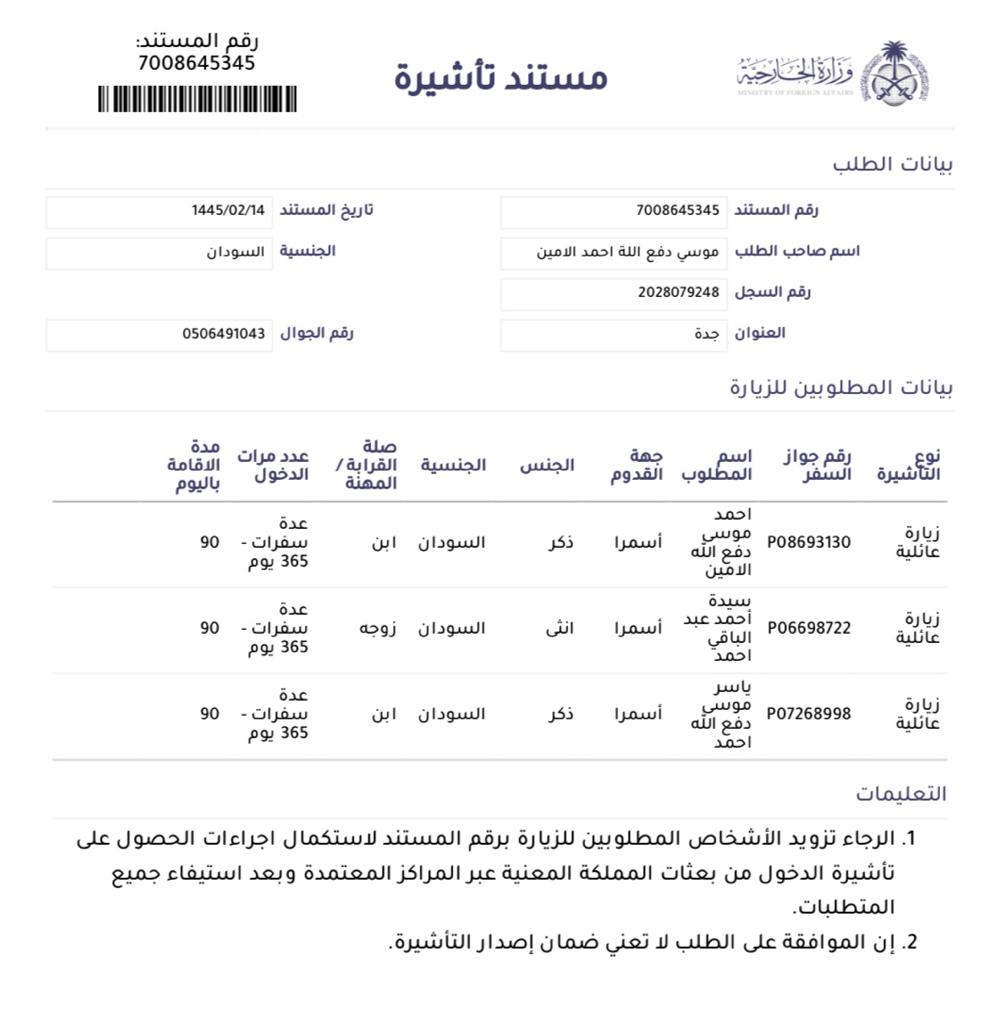 وزارة الخارجية
MINISTRY OF FOREIGN AFFAIRS
مستند تأشيرة
رقم المستند:
7008645345
بيانات الطلب
رقم المستند 7008645345 تاريخ المستند 1445/02/14
اسم صاحب الطلب موسي دفع اللة احمد الامين الجنسية السودان
رقم السجل 2028079248
العنوان جدة رقم الجوال 0506491043
بيانات المطلوبين للزيارة
نوع التأشيرة رقم جواز السفر اسم المطلوب جهة القدوم الجنس الجنسية صلة القرابة/ المهنة عدد مرات الدخول مدة الاقامة باليوم
زيارة عائلية P08693130 احمد موسى دفع الله الامين أسمرا ذكر السودان ابن عدة سفرات - 365 يوم 90
زيارة عائلية P06698722 سيدة أحمد عبد الباقي احمد أسمرا انثى السودان زوجه عدة سفرات - 365 يوم 90
زيارة عائلية P07268998 ياسر موسى دفع الله احمد أسمرا ذكر السودان ابن عدة سفرات - 365 يوم 90
التعليمات
1. الرجاء تزويد الأشخاص المطلوبين للزيارة برقم المستند لاستكمال اجراءات الحصول على
تأشيرة الدخول من بعثات المملكة المعنية عبر المراكز المعتمدة وبعد استيفاء جميع
المتطلبات.
2. إن الموافقة على الطلب لا تعني ضمان إصدار التأشيرة.